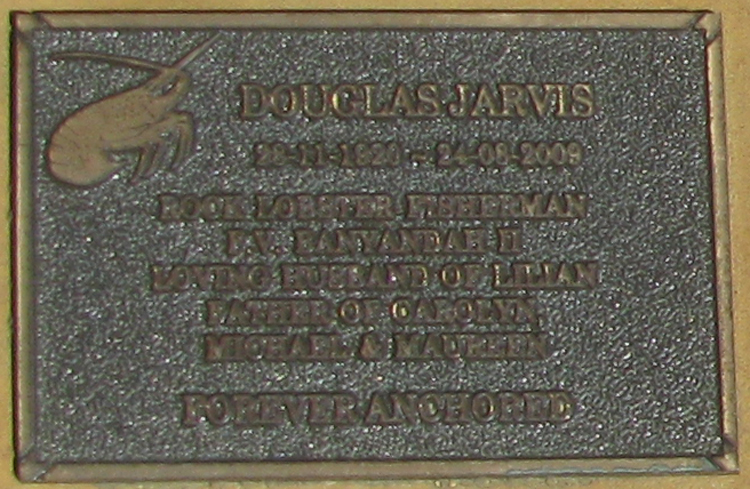 DOUGLAS JARVIS
28-11-1920 - 24-08-2009
ROCK LOBSTER FISHERMAN
F.V. BANYANDAH II
LOVING HUSBAND OF LILIAN
FATHER OF CAROLYN,
MICHAEL & MAUREEN
FOREVER ANCHORED